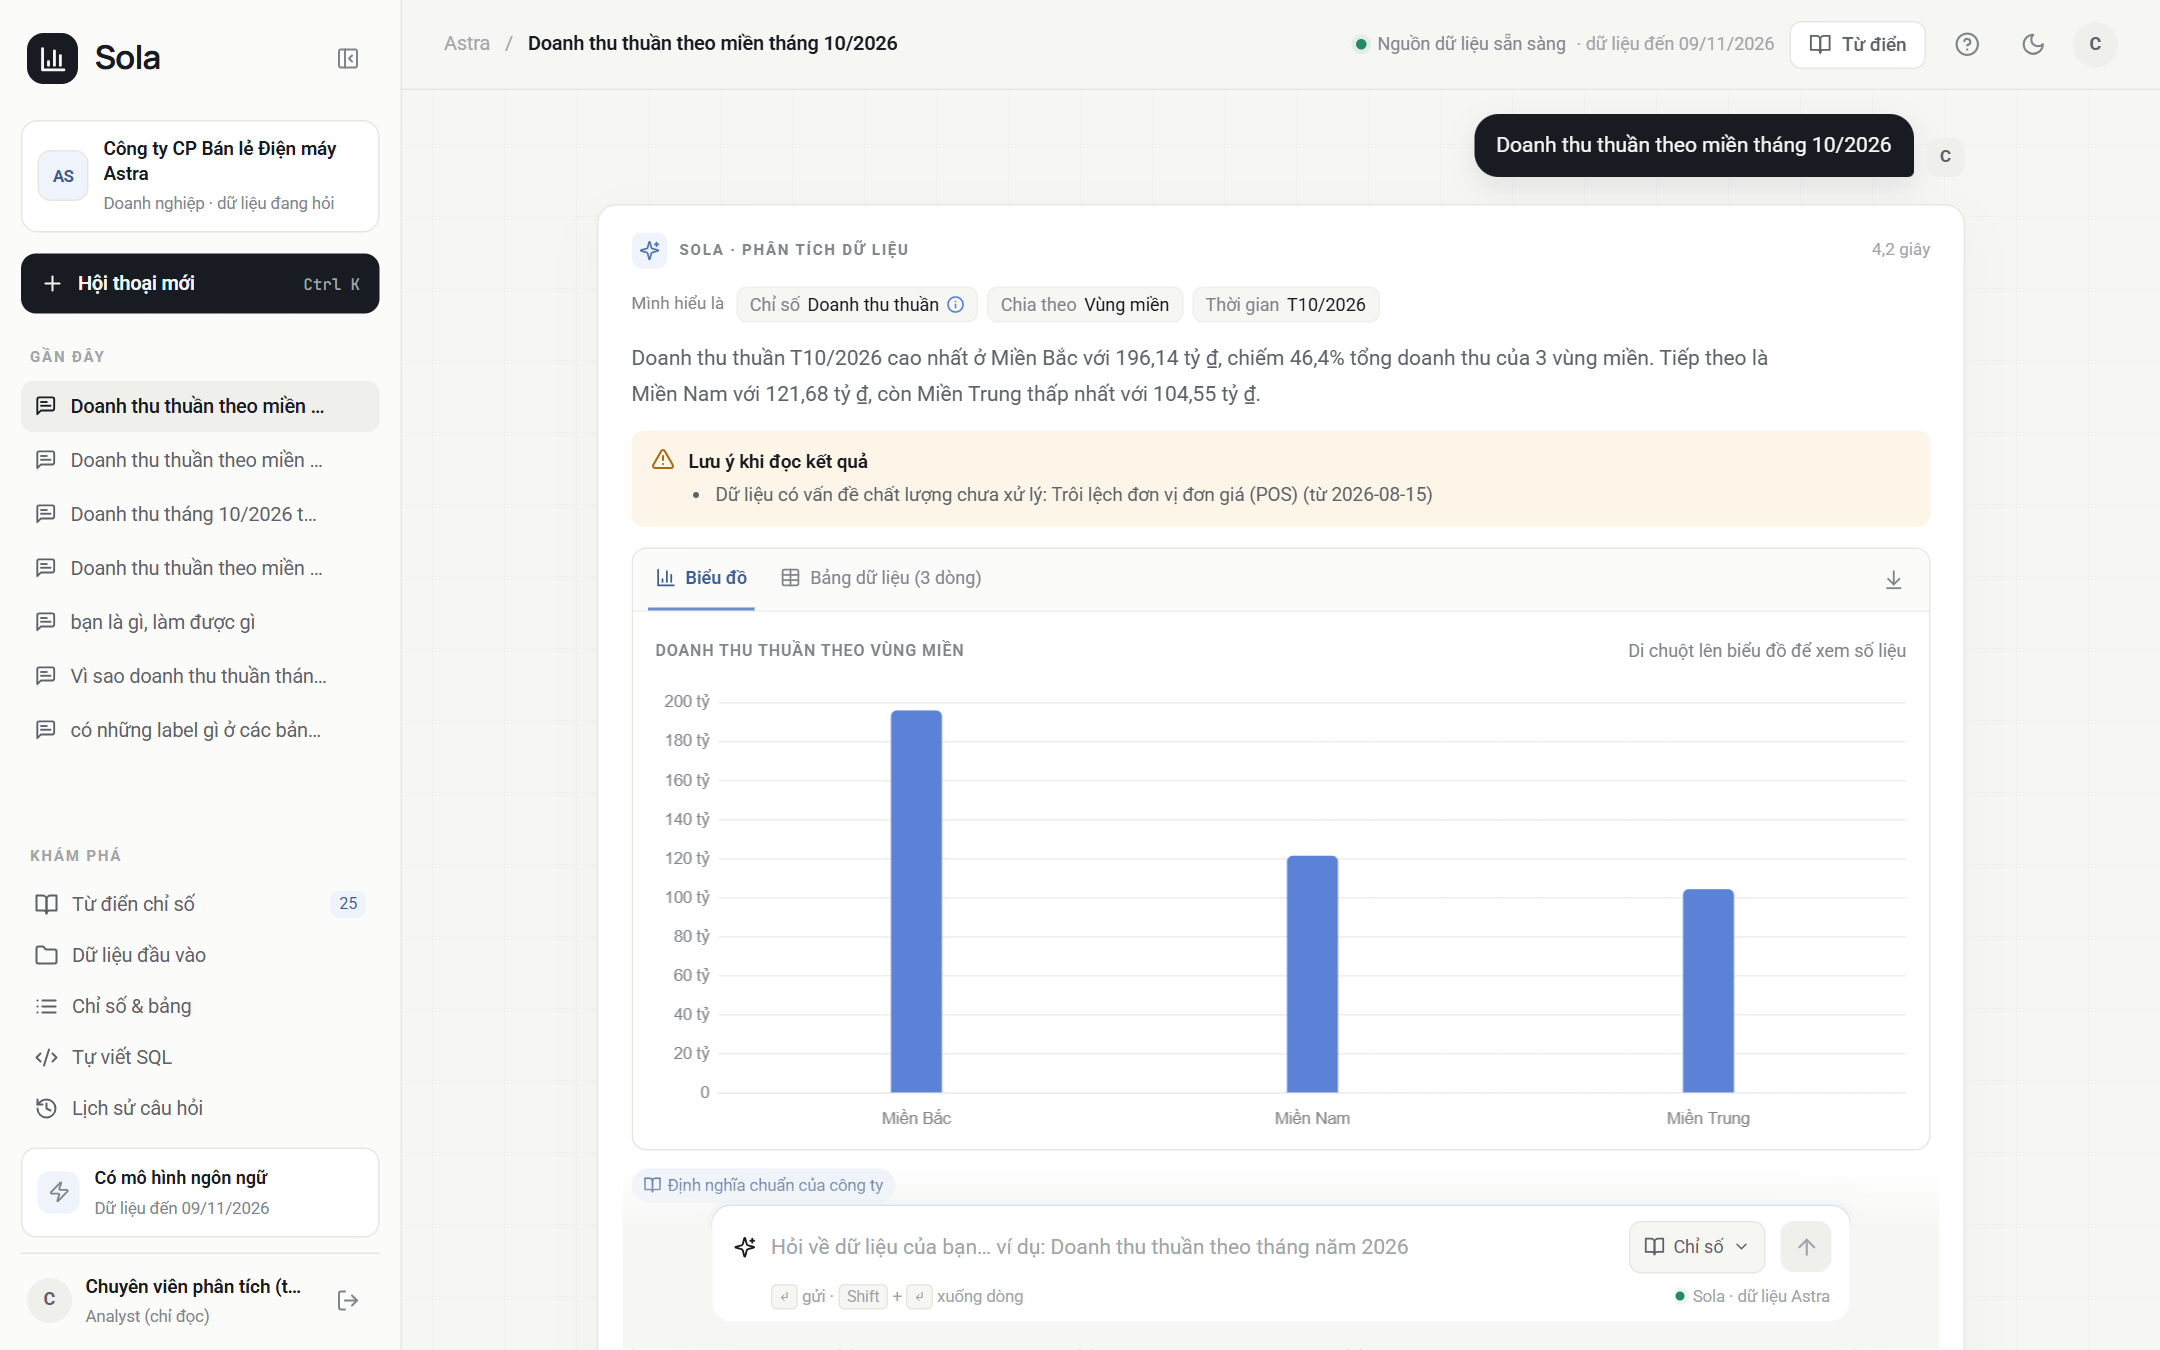 Sola
Công ty CP Bán lẻ Điện máy
Astra
AS
Doanh nghiệp · dữ liệu đang hỏi
Hội thoại mới Ctrl K
GẦN ĐÂY
Doanh thu thuần theo miền ...
Doanh thu thuần theo miền ...
Doanh thu tháng 10/2026 t...
Doanh thu thuần theo miền ...
bạn là gì, làm được gì
Vì sao doanh thu thuần thán...
có những label gì ở các bản...
KHÁM PHÁ
Từ điển chỉ số 25
Dữ liệu đầu vào
Chỉ số & bảng
Tự viết SQL
Lịch sử câu hỏi
Có mô hình ngôn ngữ
Dữ liệu đến 09/11/2026
C
Chuyên viên phân tích (t...
Analyst (chỉ đọc)
Astra / Doanh thu thuần theo miền tháng 10/2026
Nguồn dữ liệu sẵn sàng · dữ liệu đến 09/11/2026
Từ điển
C
Doanh thu thuần theo miền tháng 10/2026
C
SOLA · PHÂN TÍCH DỮ LIỆU
4,2 giây
Mình hiểu là Chỉ số Doanh thu thuần Chia theo Vùng miền Thời gian T10/2026
Doanh thu thuần T10/2026 cao nhất ở Miền Bắc với 196,14 tỷ ₫, chiếm 46,4% tổng doanh thu của 3 vùng miền. Tiếp theo là
Miền Nam với 121,68 tỷ ₫, còn Miền Trung thấp nhất với 104,55 tỷ ₫.
Lưu ý khi đọc kết quả
• Dữ liệu có vấn đề chất lượng chưa xử lý: Trôi lệch đơn vị đơn giá (POS) (từ 2026-08-15)
Biểu đồ Bảng dữ liệu (3 dòng)
DOANH THU THUẦN THEO VÙNG MIỀN
Di chuột lên biểu đồ để xem số liệu
200 tỷ
180 tỷ
160 tỷ
140 tỷ
120 tỷ
100 tỷ
80 tỷ
60 tỷ
40 tỷ
20 tỷ
0
Miền Bắc Miền Nam Miền Trung
Định nghĩa chuẩn của công ty
Hỏi về dữ liệu của bạn... ví dụ: Doanh thu thuần theo tháng năm 2026
Chỉ số
↵ gửi · Shift + ↵ xuống dòng
Sola · dữ liệu Astra